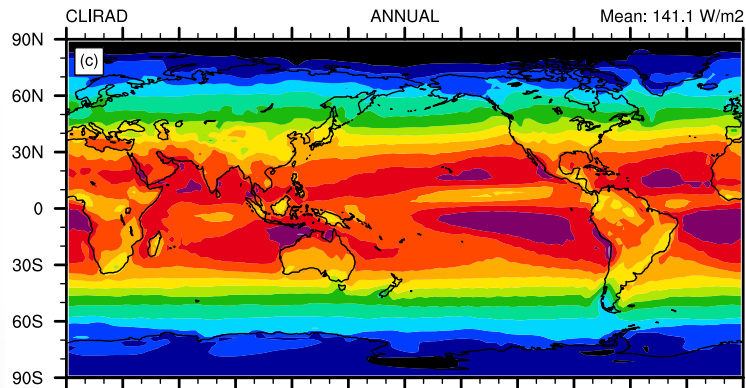 CLIRAD ANNUAL Mean: 141.1 W/m2
90N
(c)
60N
30N
0
30S
60S
90S